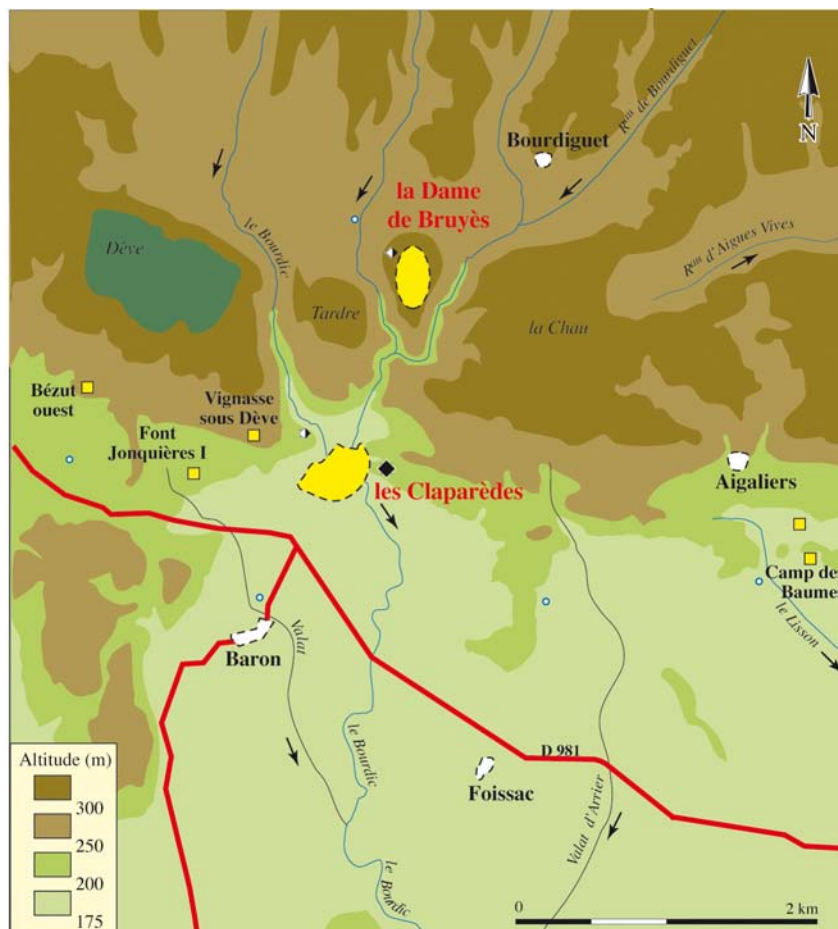 N
Bourdiguet
Rau de Bourdiguet
la Dame
de Bruyès
le Bourdic
Dève
Rau d'Aigues Vives
Tardre
la Chau
Bézut
ouest
Vignasse
sous Dève
Font
Jonquières I
les Claparèdes
Aigaliers
Camp des
Baumes
le Lisson
Valat
Baron
le Bourdic
D 981
Foissac
Valat d'Arrier
le Bourdic
Altitude (m)
300
250
200
175
0 2 km